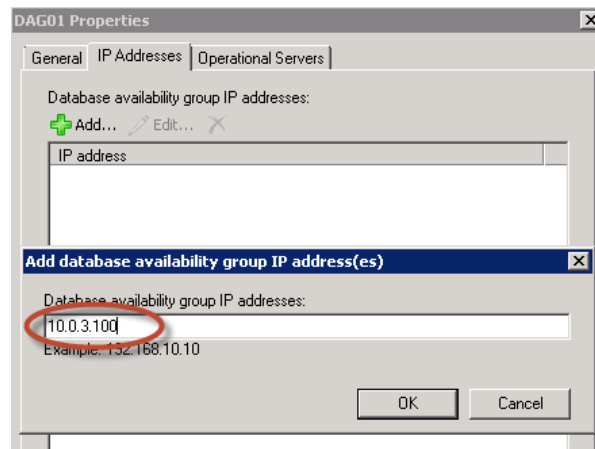 DAG01 Properties
General IP Addresses Operational Servers
Database availability group IP addresses:
Add... Edit...
IP address
Add database availability group IP address(es)
Database availability group IP addresses:
10.0.3.100
Example: 192.168.10.10
OK Cancel